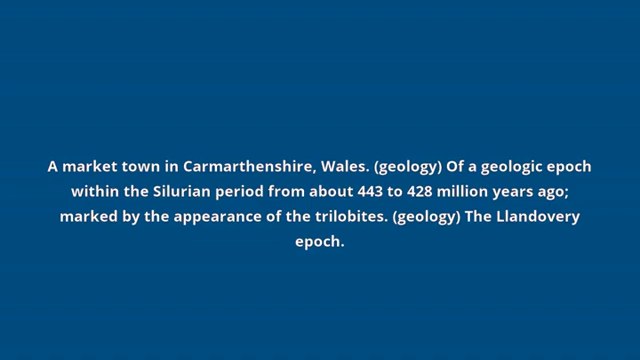 A market town in Carmarthenshire, Wales. (geology) Of a geologic epoch
within the Silurian period from about 443 to 428 million years ago;
marked by the appearance of the trilobites. (geology) The Llandovery
epoch.